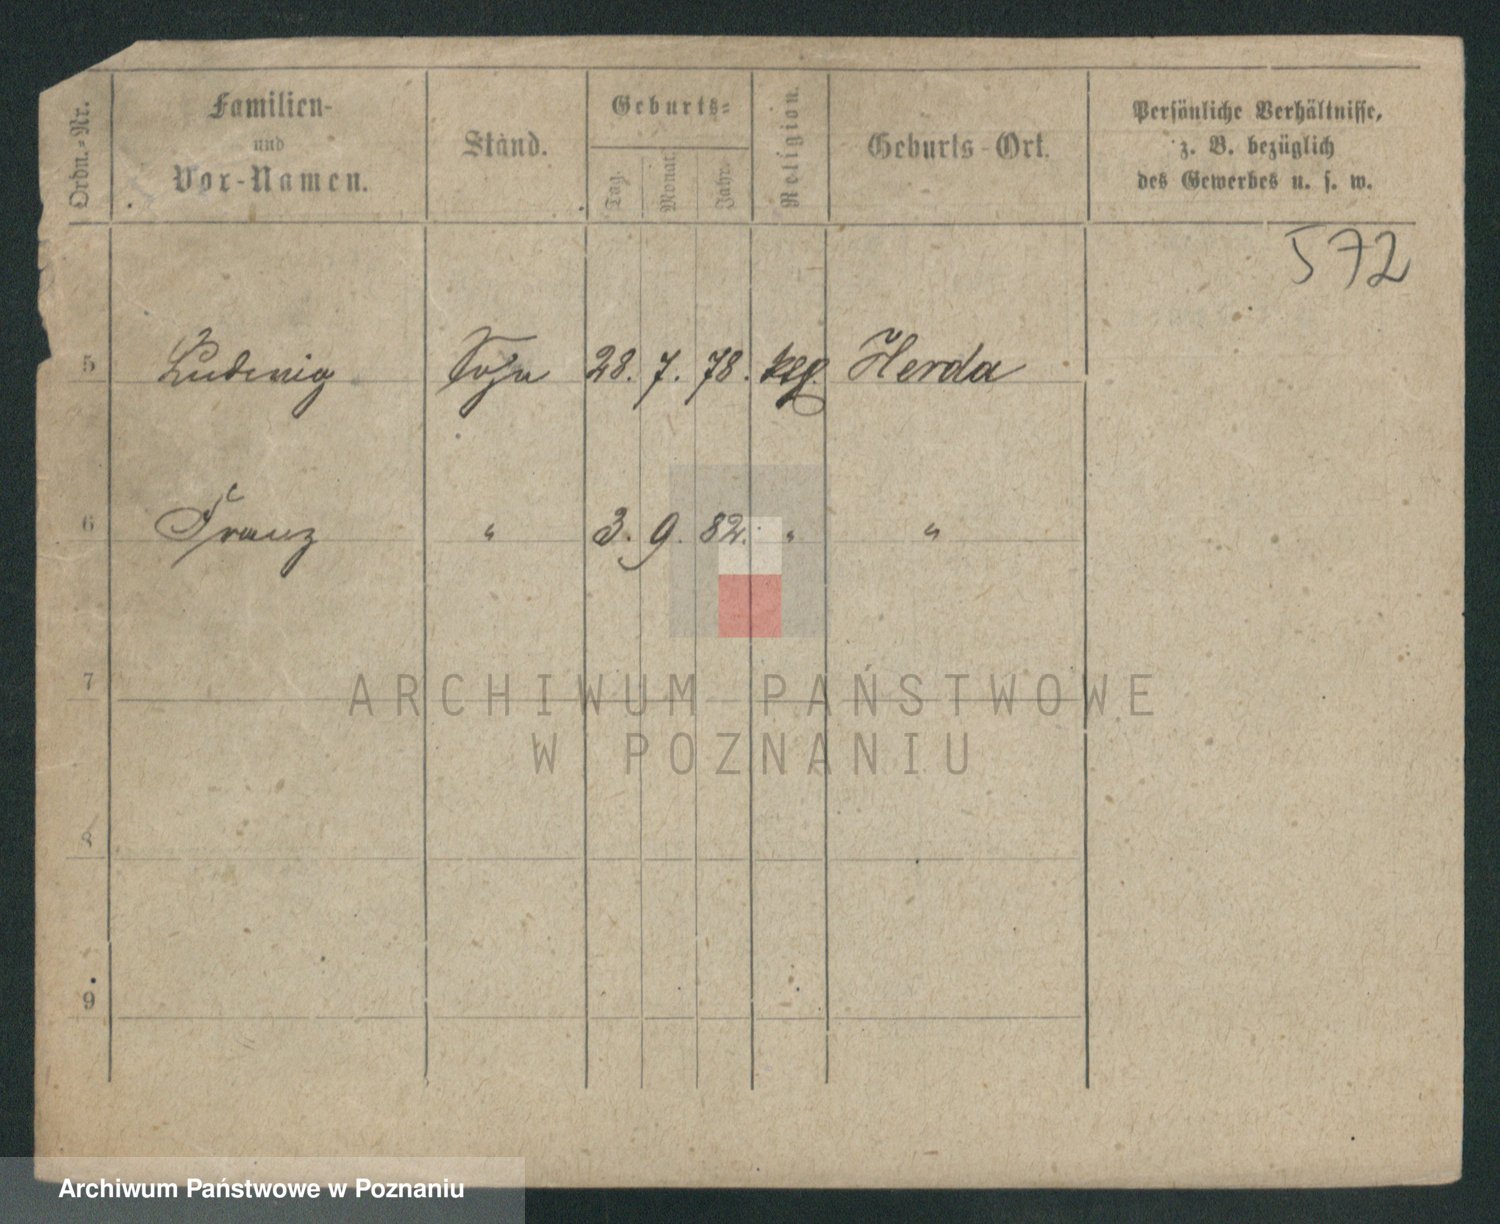 Ordn.-Nr.
Familien-
und
Vor-Namen.
Stand.
Geburts-
Tag.
Monat.
Jahr.
Religion.
Geburts-Ort.
Persönliche Verhältnisse,
z. B. bezüglich
des Gewerbes u. s. w.
572
5 Ludwig Sohn 28. 7. 78. Herda
6 Franz " 3. 9. 82. " "
7
8
9
ARCHIWUM PAŃSTWOWE
W POZNANIU
Archiwum Państwowe w Poznaniu